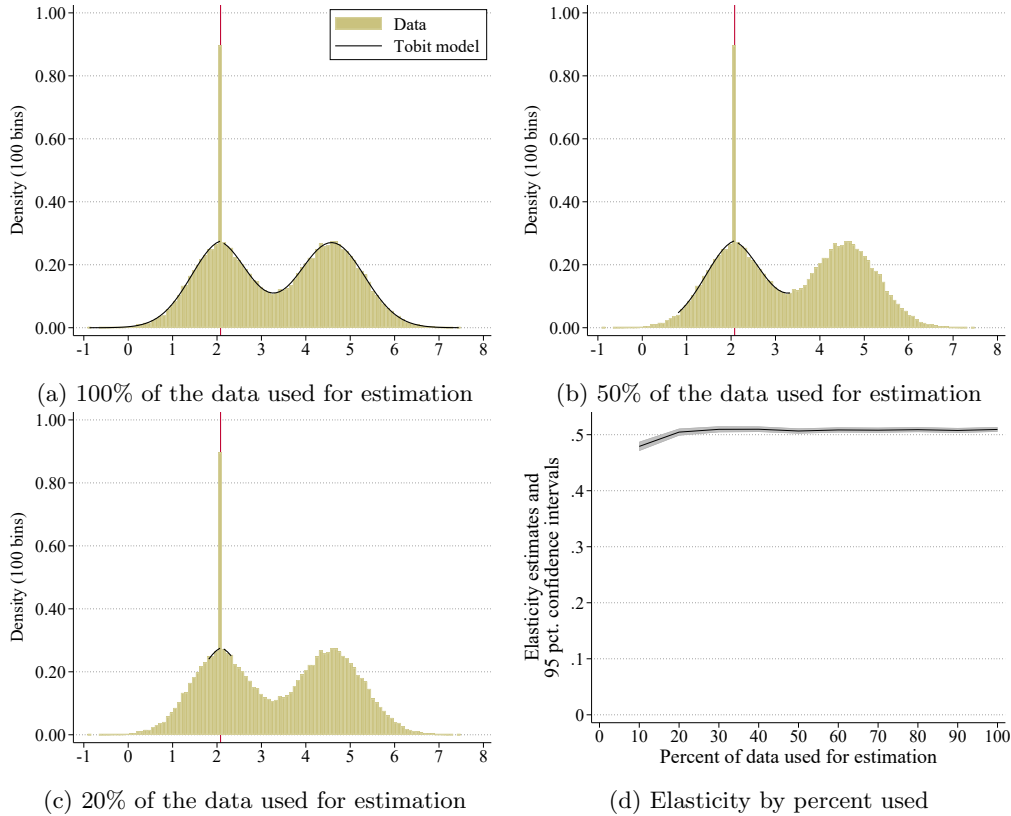 1.00
0.80
0.60
0.40
0.20
0.00
Density (100 bins)
Data
Tobit model
-1 0 1 2 3 4 5 6 7 8
(a) 100% of the data used for estimation
1.00
0.80
0.60
0.40
0.20
0.00
Density (100 bins)
-1 0 1 2 3 4 5 6 7 8
(b) 50% of the data used for estimation
1.00
0.80
0.60
0.40
0.20
0.00
Density (100 bins)
-1 0 1 2 3 4 5 6 7 8
(c) 20% of the data used for estimation
.5
.4
.3
.2
.1
0
Elasticity estimates and
95 pct. confidence intervals
0 10 20 30 40 50 60 70 80 90 100
Percent of data used for estimation
(d) Elasticity by percent used